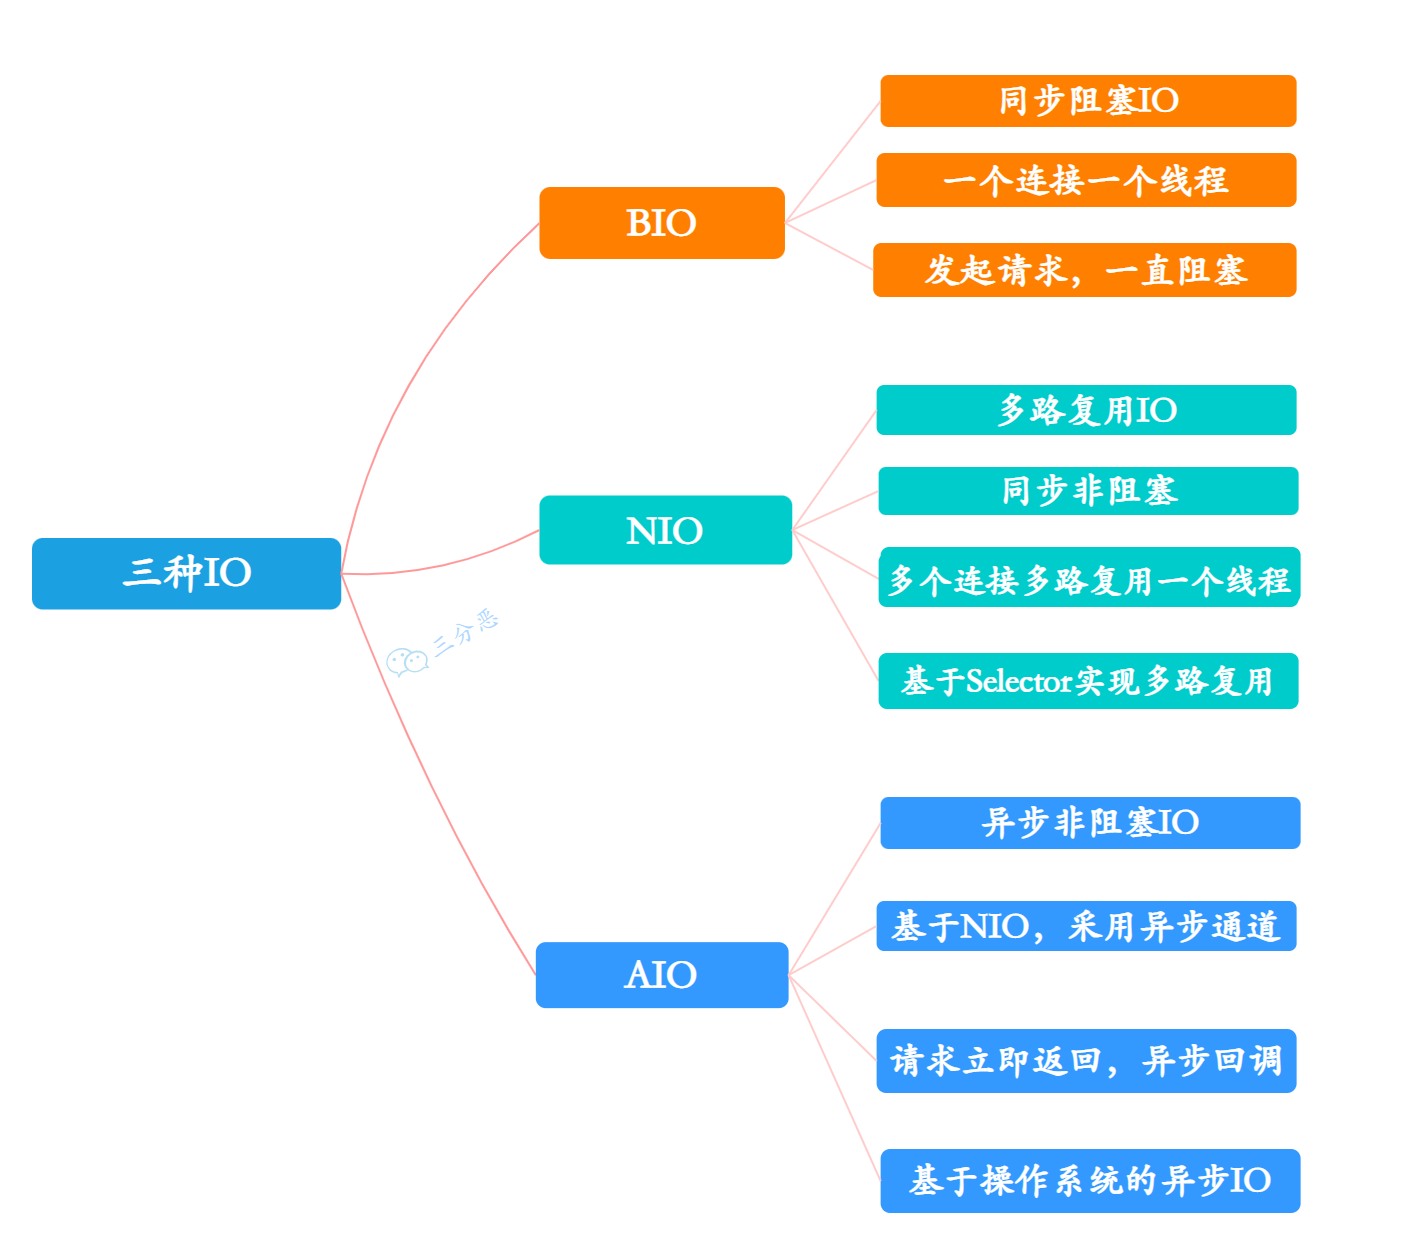 三种IO
BIO
同步阻塞IO
一个连接一个线程
发起请求，一直阻塞
NIO
多路复用IO
同步非阻塞
多个连接多路复用一个线程
基于Selector实现多路复用
AIO
异步非阻塞IO
基于NIO，采用异步通道
请求立即返回，异步回调
基于操作系统的异步IO
三分恶